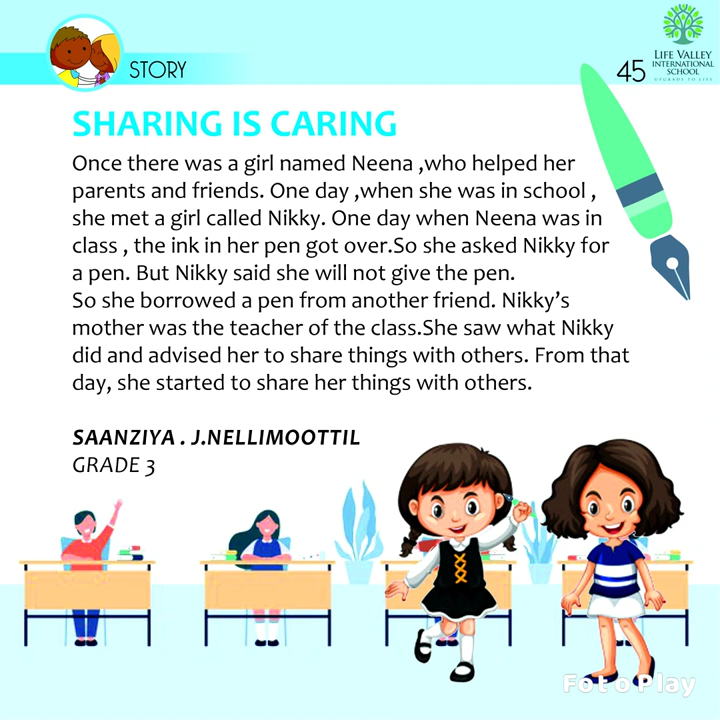 STORY
45
LIFE VALLEY
INTERNATIONAL
SCHOOL
UPGRADE TO LIFE
SHARING IS CARING
Once there was a girl named Neena ,who helped her
parents and friends. One day ,when she was in school ,
she met a girl called Nikky. One day when Neena was in
class , the ink in her pen got over.So she asked Nikky for
a pen. But Nikky said she will not give the pen.
So she borrowed a pen from another friend. Nikky's
mother was the teacher of the class.She saw what Nikky
did and advised her to share things with others. From that
day, she started to share her things with others.
SAANZIYA . J.NELLIMOOTTIL
GRADE 3
FotoPlay